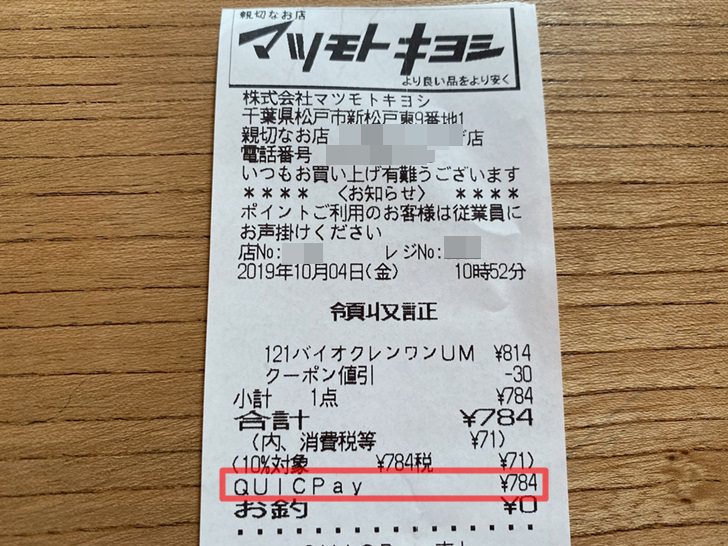 親切なお店
マツモトキヨシ
より良い品をより安く
株式会社マツモトキヨシ
千葉県松戸市新松戸東9番地1
親切なお店 店
電話番号
いつもお買い上げ有難うございます
＊＊＊＊ 〈お知らせ〉 ＊＊＊＊
ポイントご利用のお客様は従業員に
お声掛けください
店No: レジNo:
2019年10月04日(金) 10時52分
領収証
121バイオクレンワンUM ¥814
クーポン値引 -30
小計 1点 ¥784
合計 ¥784
(内、消費税等 ¥71)
(10%対象 ¥784税 ¥71)
QUICPay ¥784
お釣 ¥0